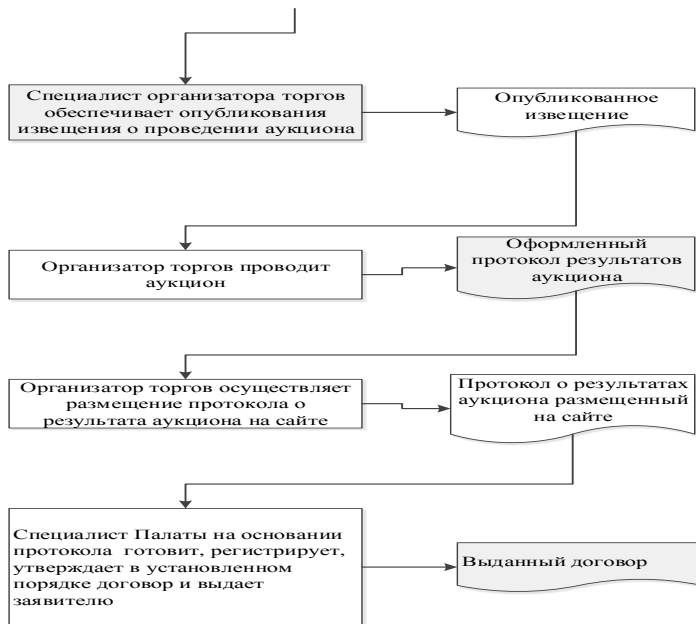 Специалист организатора торгов
обеспечивает опубликования
извещения о проведении аукциона
Опубликованное
извещение
Организатор торгов проводит
аукцион
Оформленный
протокол результатов
аукциона
Организатор торгов осуществляет
размещение протокола о
результата аукциона на сайте
Протокол о результатах
аукциона размещенный
на сайте
Специалист Палаты на основании
протокола готовит, регистрирует,
утверждает в установленном
порядке договор и выдает
заявителю
Выданный договор